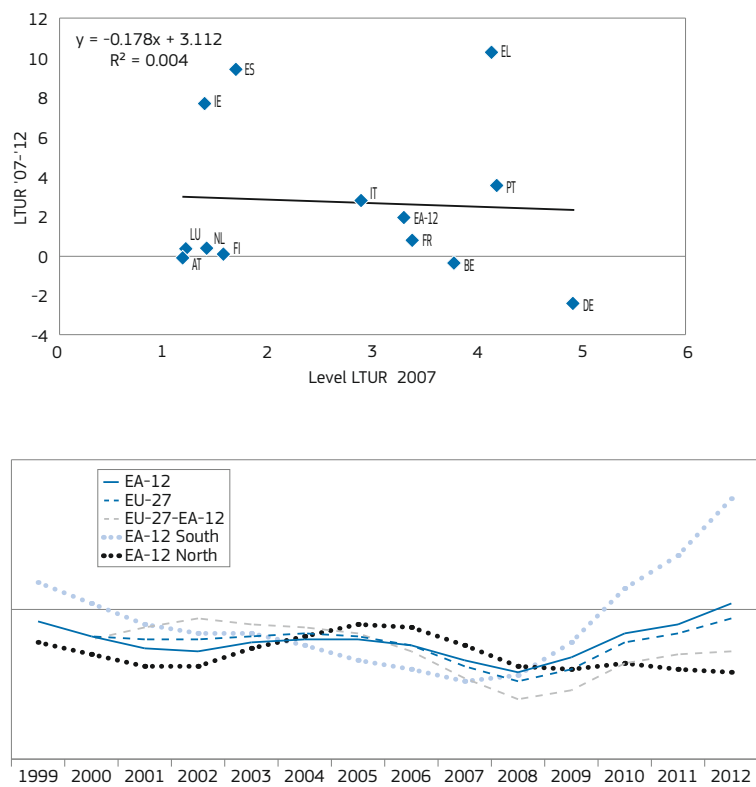 12
10
8
6
4
2
0
-2
-4
LTUR '07-'12
y = -0.178x + 3.112
R² = 0.004
EL
ES
IE
IT
PT
EA-12
LU
NL
FI
FR
AT
BE
DE
0 1 2 3 4 5 6
Level LTUR 2007
EA-12
EU-27
EU-27-EA-12
EA-12 South
EA-12 North
1999 2000 2001 2002 2003 2004 2005 2006 2007 2008 2009 2010 2011 2012